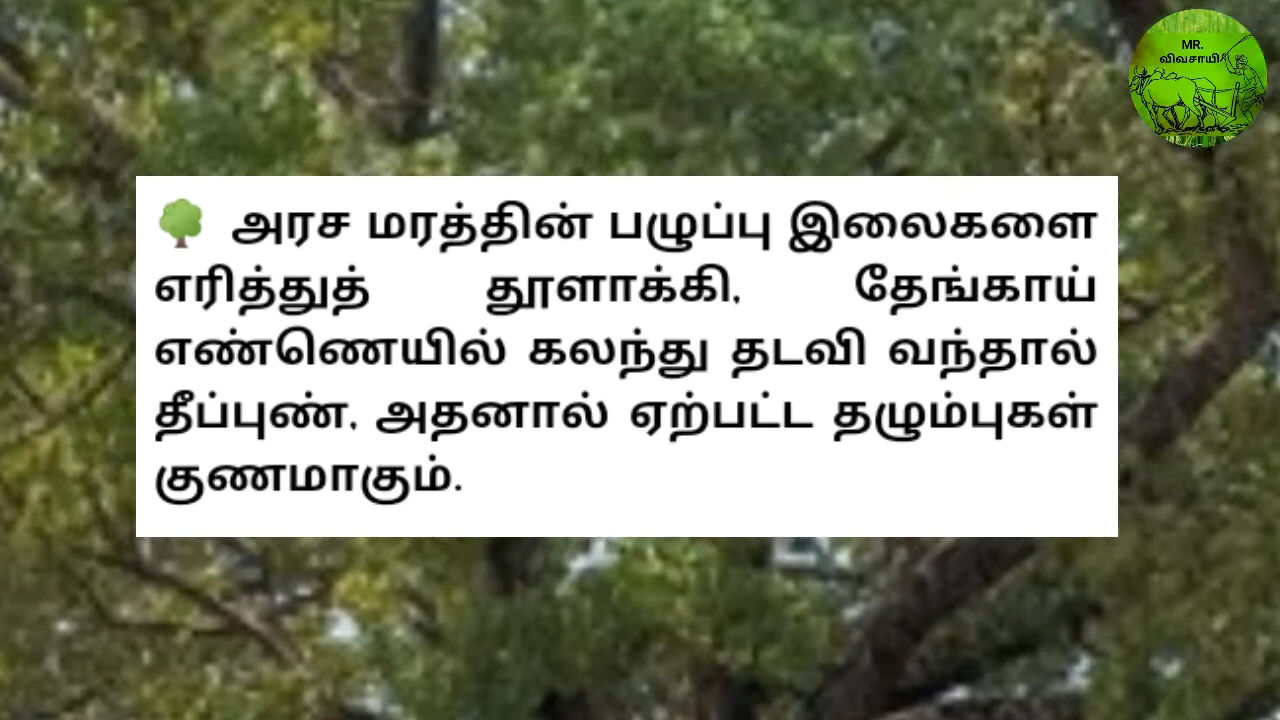 MR.
விவசாயி
🌳 அரச மரத்தின் பழுப்பு இலைகளை
எரித்துத் தூளாக்கி, தேங்காய்
எண்ணெயில் கலந்து தடவி வந்தால்
தீப்புண், அதனால் ஏற்பட்ட தழும்புகள்
குணமாகும்.